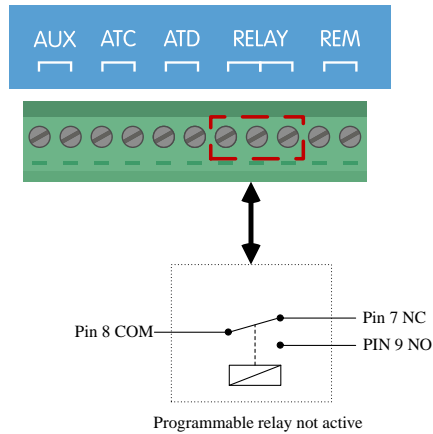 AUX ATC ATD RELAY REM
Pin 7 NC
Pin 8 COM
PIN 9 NO
Programmable relay not active